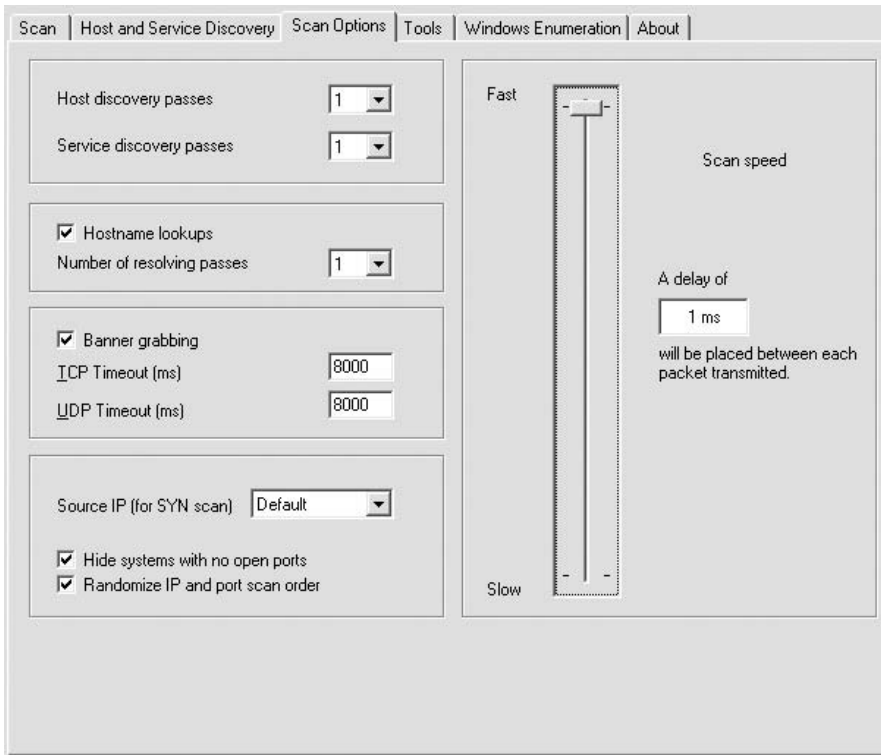 Scan Host and Service Discovery Scan Options Tools Windows Enumeration About
Host discovery passes 1
Service discovery passes 1
Hostname lookups
Number of resolving passes 1
Banner grabbing
TCP Timeout (ms) 8000
UDP Timeout (ms) 8000
Source IP (for SYN scan) Default
Hide systems with no open ports
Randomize IP and port scan order
Fast
Scan speed
A delay of
1 ms
will be placed between each
packet transmitted.
Slow